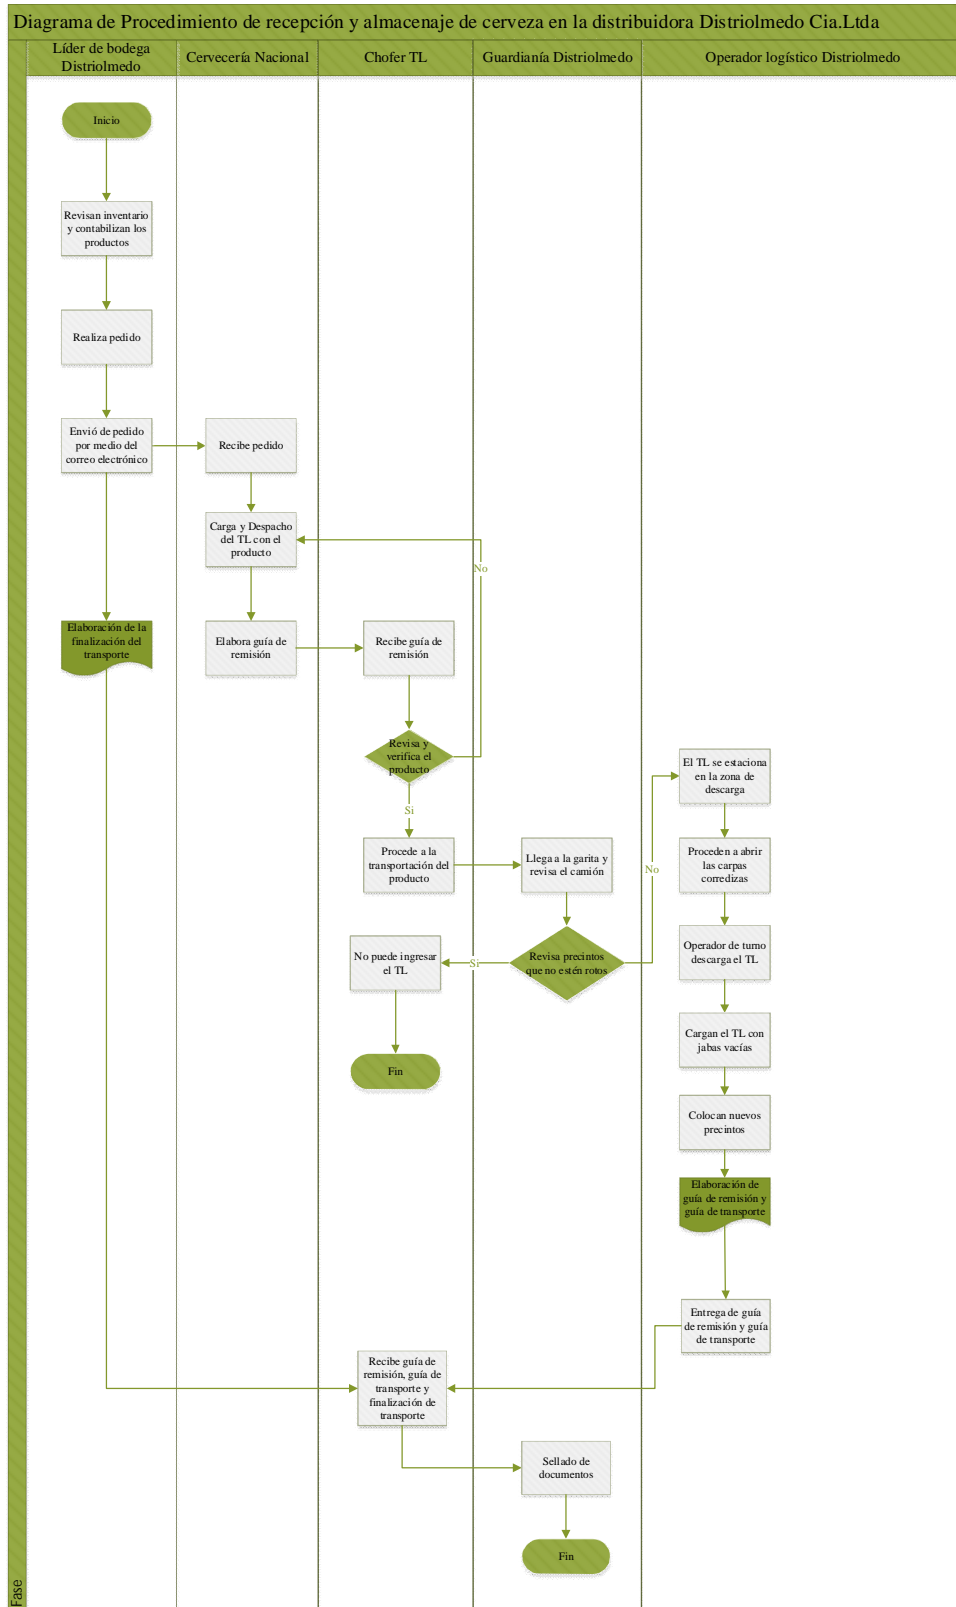 Diagrama de Procedimiento de recepción y almacenaje de cerveza en la distribuidora Distriolmedo Cia.Ltda
Líder de bodega
Distriolmedo
Cervecería Nacional
Chofer TL
Guardianía Distriolmedo
Operador logístico Distriolmedo
Inicio
Revisan inventario
y contabilizan los
productos
Realiza pedido
Envió de pedido
por medio del
correo electrónico
Recibe pedido
Carga y Despacho
del TL con el
producto
No
Elaboración de la
finalización del
transporte
Elabora guía de
remisión
Recibe guía de
remisión
Revisa y
verifica el
producto
Si
El TL se estaciona
en la zona de
descarga
Procede a la
transportación del
producto
Llega a la garita y
revisa el camión
No
Proceden a abrir
las carpas
corredizas
No puede ingresar
el TL
Si
Revisa precintos
que no estén rotos
Operador de turno
descarga el TL
Fin
Cargan el TL con
jabas vacías
Colocan nuevos
precintos
Elaboración de
guía de remisión y
guía de transporte
Entrega de guía
de remisión y guía
de transporte
Recibe guía de
remisión, guía de
transporte y
finalización de
transporte
Sellado de
documentos
Fin
Fase